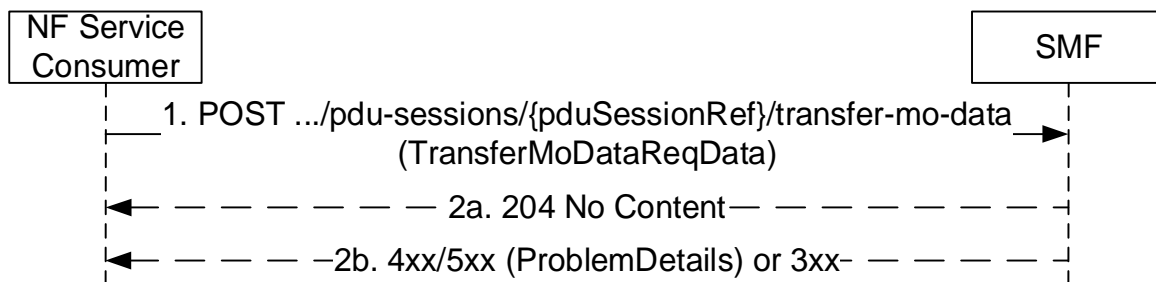 NF Service
Consumer
SMF
1. POST .../pdu-sessions/{pduSessionRef}/transfer-mo-data
(TransferMoDataReqData)
2a. 204 No Content
2b. 4xx/5xx (ProblemDetails) or 3xx